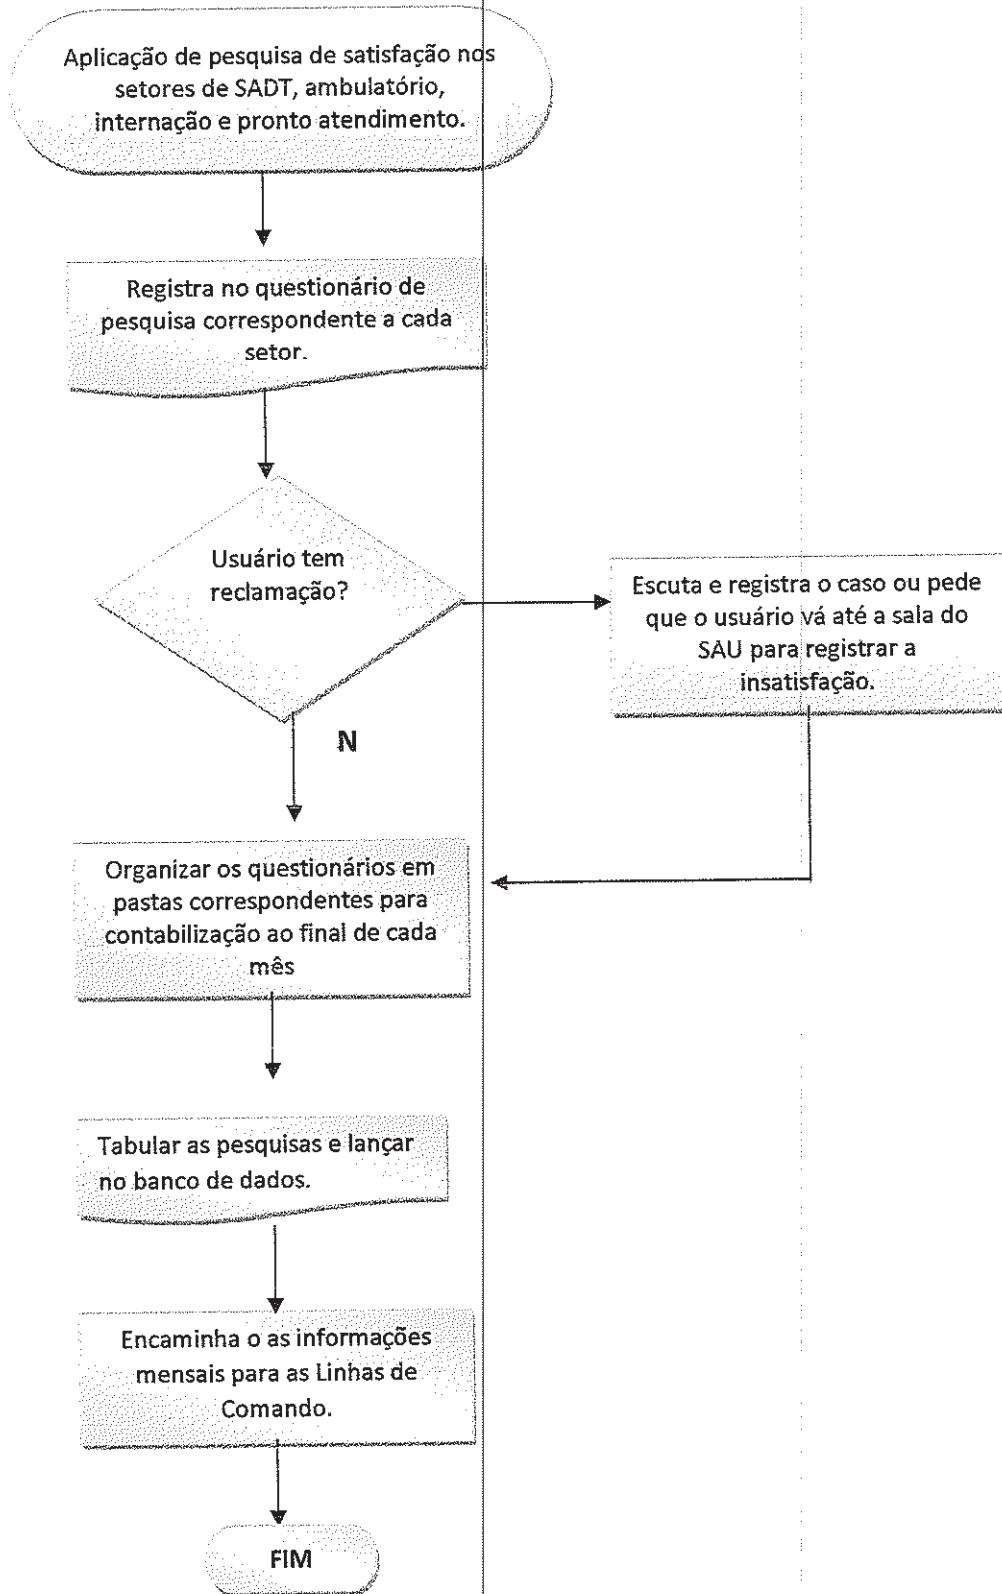 Aplicação de pesquisa de satisfação nos
setores de SADT, ambulatório,
internação e pronto atendimento.
Registra no questionário de
pesquisa correspondente a cada
setor.
Usuário tem
reclamação?
Escuta e registra o caso ou pede
que o usuário vá até a sala do
SAU para registrar a
insatisfação.
N
Organizar os questionários em
pastas correspondentes para
contabilização ao final de cada
mês
Tabular as pesquisas e lançar
no banco de dados.
Encaminha o as informações
mensais para as Linhas de
Comando.
FIM